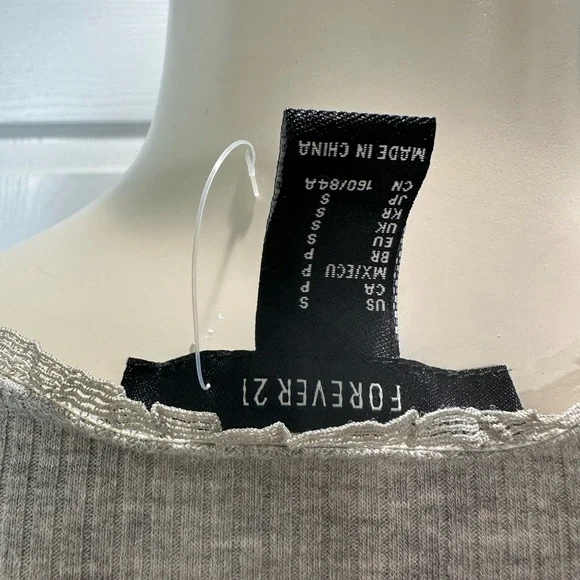 FOREVER 21
US S
CA P
MX/ECU P
BR P
EU S
UK S
KR S
JP S
CN 160/84A
MADE IN CHINA